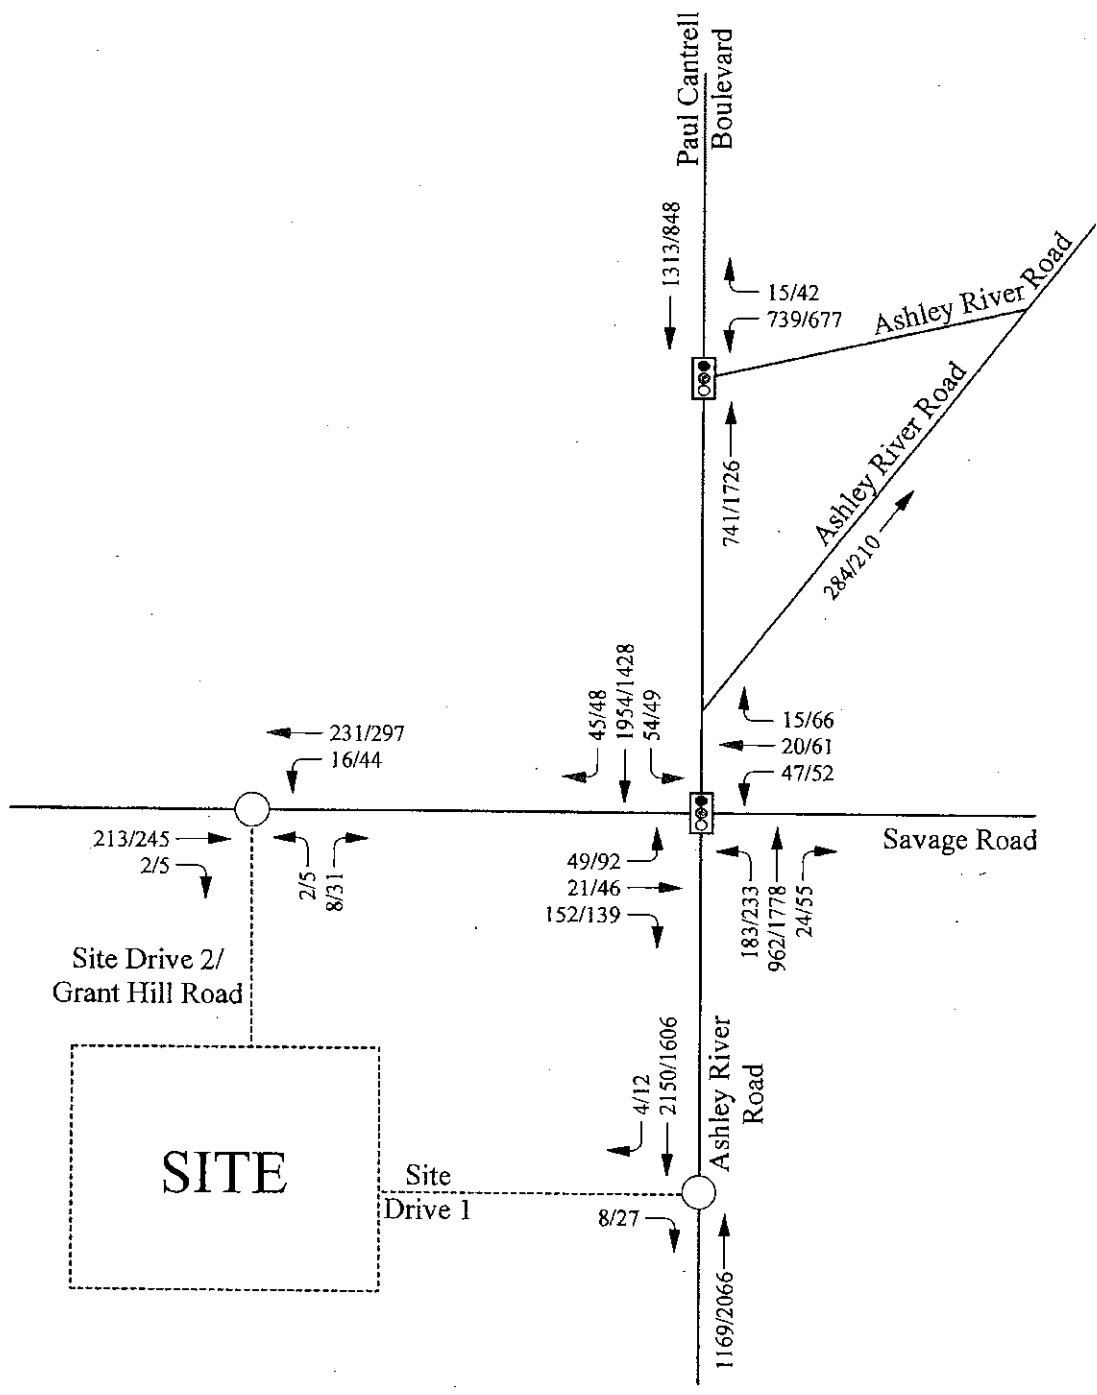 Paul Cantrell
Boulevard
1313/848
15/42
739/677
Ashley River Road
Ashley River Road
741/1726
284/210
45/48
1954/1428
54/49
15/66
20/61
47/52
231/297
16/44
213/245
2/5
2/5
8/31
49/92
21/46
152/139
183/233
962/1778
24/55
Savage Road
Site Drive 2/
Grant Hill Road
4/12
2150/1606
Ashley River
Road
SITE
Site
Drive 1
8/27
1169/2066